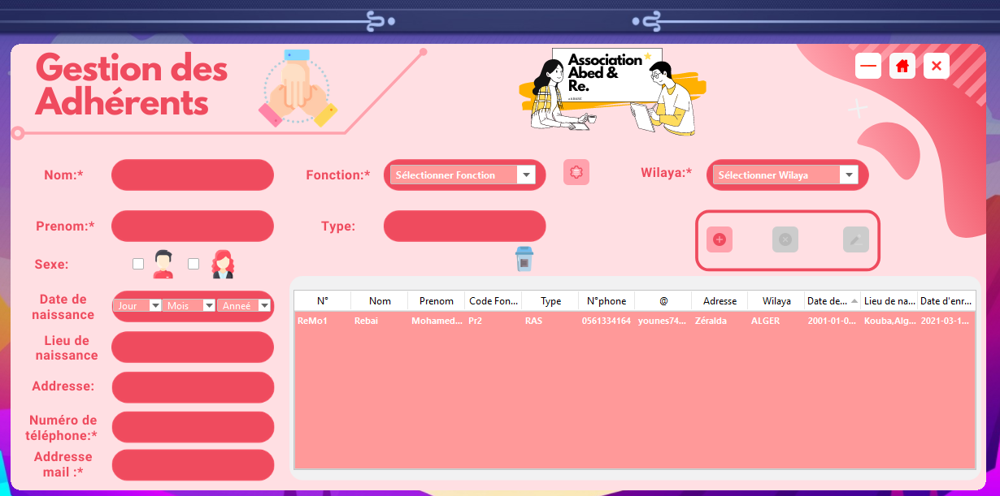 Gestion des
Adhérents
Association
Abed &
Re.
Nom:*
Fonction:*
Sélectionner Fonction
Wilaya:*
Sélectionner Wilaya
Prenom:*
Type:
Sexe:
Date de
naissance
Jour
Mois
Anneé
Lieu de
naissance
Addresse:
Numéro de
téléphone:*
Addresse
mail :*
N° Nom Prenom Code Fon... Type N°phone @ Adresse Wilaya Date de... Lieu de na... Date d'enr...
ReMo1 Rebai Mohamed... Pr2 RAS 0561334164 younes74... Zéralda ALGER 2001-01-0... Kouba,Alg... 2021-03-1...